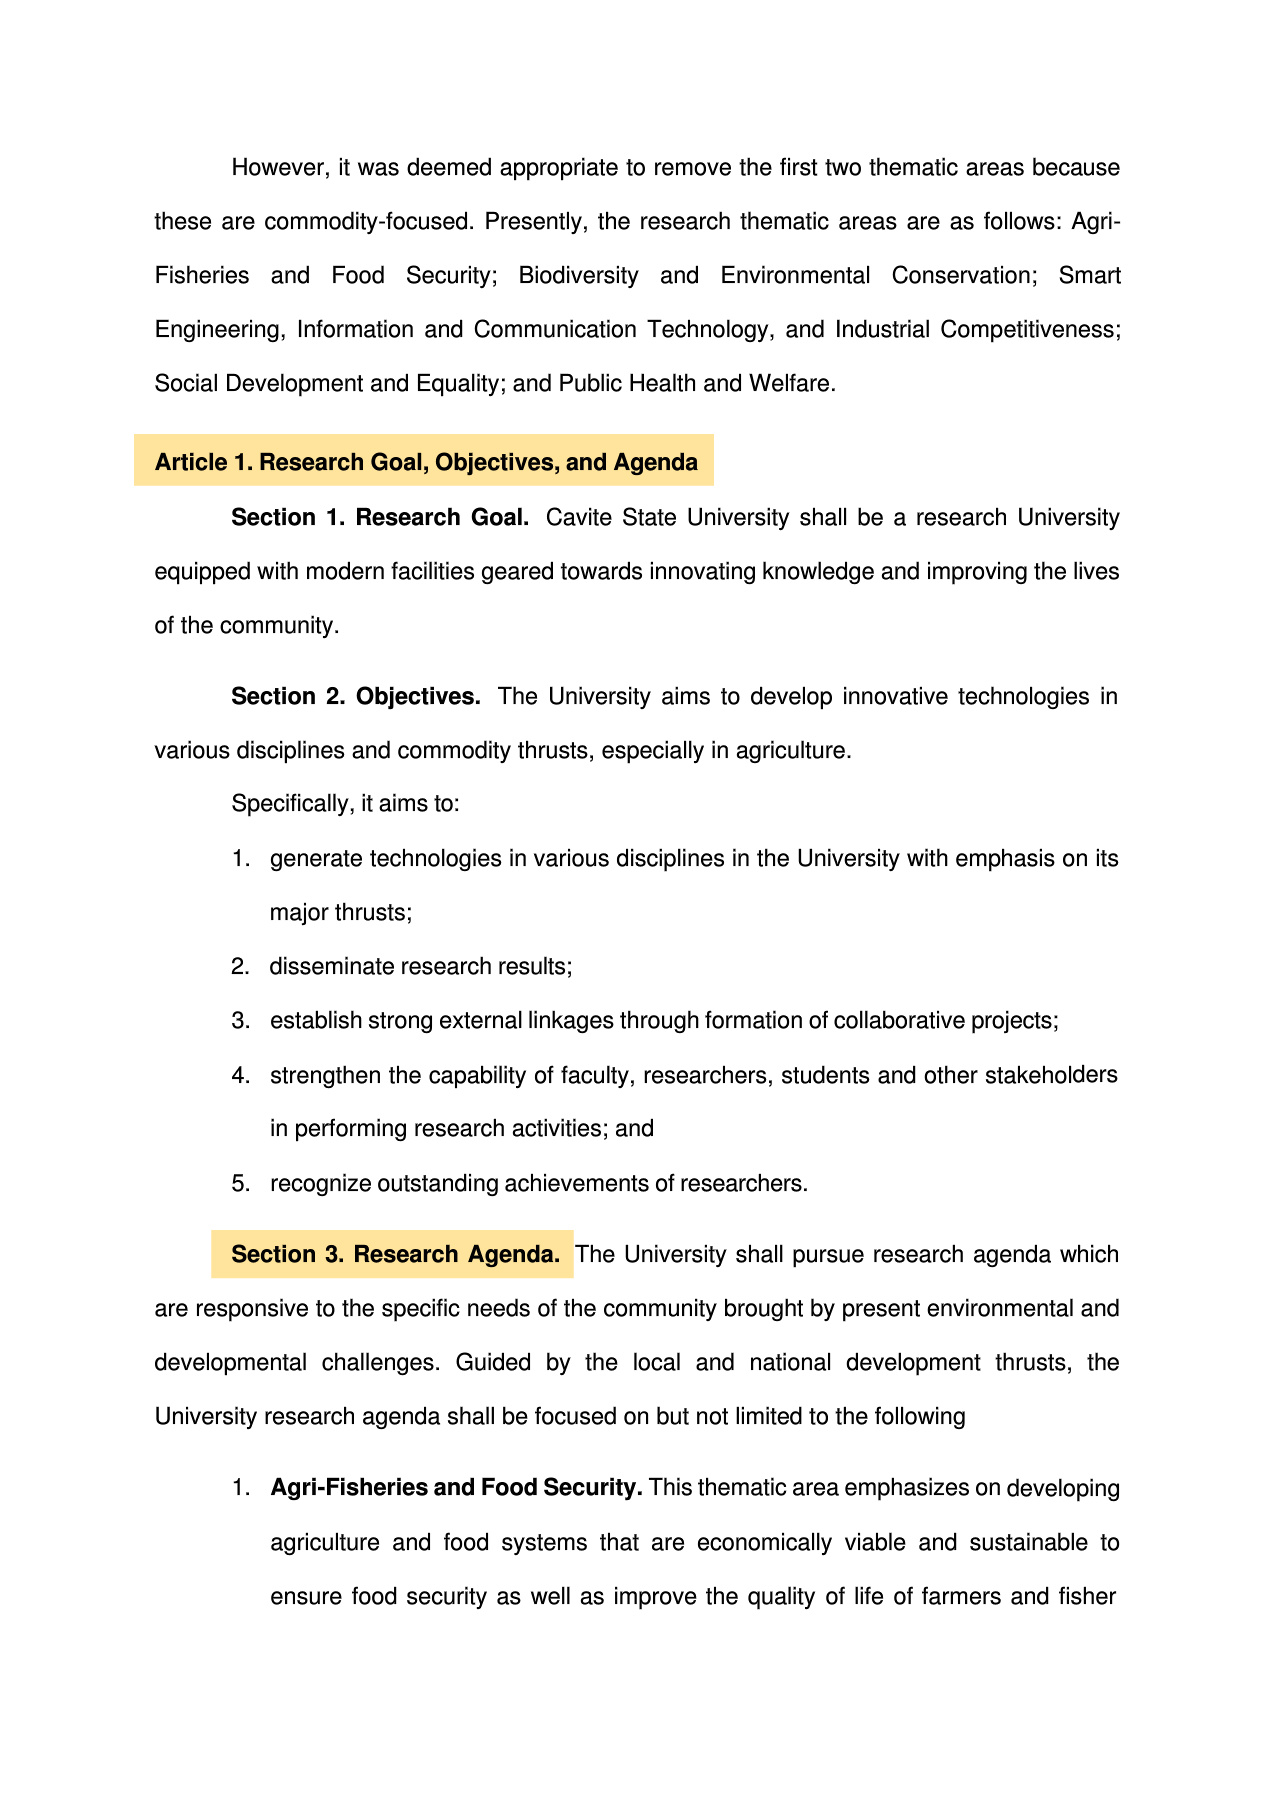 However, it was deemed appropriate to remove the first two thematic areas because
these are commodity-focused. Presently, the research thematic areas are as follows: Agri-
Fisheries and Food Security; Biodiversity and Environmental Conservation; Smart
Engineering, Information and Communication Technology, and Industrial Competitiveness;
Social Development and Equality; and Public Health and Welfare.
Article 1. Research Goal, Objectives, and Agenda
Section 1. Research Goal. Cavite State University shall be a research University
equipped with modern facilities geared towards innovating knowledge and improving the lives
of the community.
Section 2. Objectives. The University aims to develop innovative technologies in
various disciplines and commodity thrusts, especially in agriculture.
Specifically, it aims to:
1. generate technologies in various disciplines in the University with emphasis on its
major thrusts;
2. disseminate research results;
3. establish strong external linkages through formation of collaborative projects;
4. strengthen the capability of faculty, researchers, students and other stakeholders
in performing research activities; and
5. recognize outstanding achievements of researchers.
Section 3. Research Agenda. The University shall pursue research agenda which
are responsive to the specific needs of the community brought by present environmental and
developmental challenges. Guided by the local and national development thrusts, the
University research agenda shall be focused on but not limited to the following
1. Agri-Fisheries and Food Security. This thematic area emphasizes on developing
agriculture and food systems that are economically viable and sustainable to
ensure food security as well as improve the quality of life of farmers and fisher